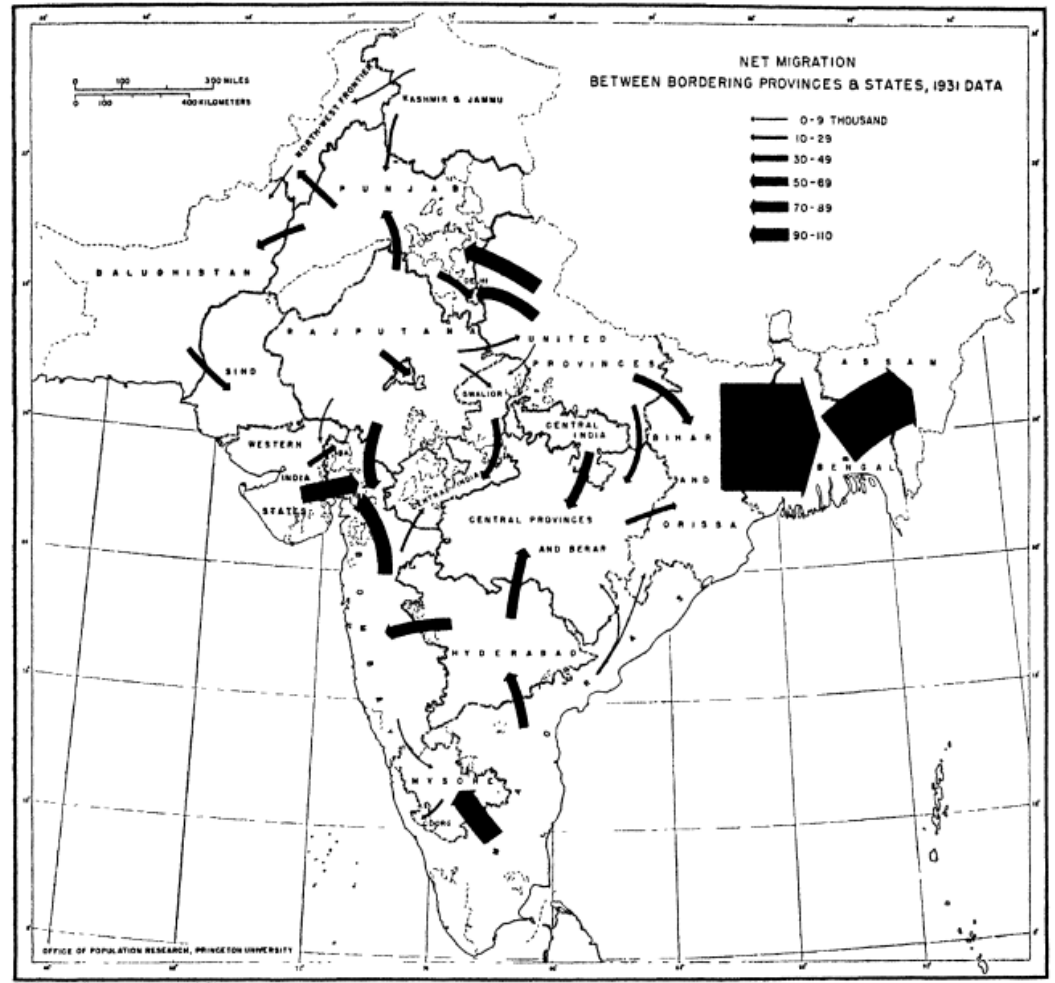 NET MIGRATION
BETWEEN BORDERING PROVINCES & STATES, 1931 DATA
0 100 300 MILES
0 100 400 KILOMETERS
0-9 THOUSAND
10-29
30-49
50-69
70-89
90-110
NORTH-WEST FRONTIER
KASHMIR & JAMMU
PUNJAB
BALUGHISTAN
DELHI
RAJPUTANA
UNITED
PROVINCES
ASSAM
SIND
GWALIOR
WESTERN
INDIA
STATES
CENTRAL
INDIA
BIHAR
AND
ORISSA
BENGAL
CENTRAL INDIA
CENTRAL PROVINCES
AND BERAR
HYDERABAD
MYSORE
COORG
OFFICE OF POPULATION RESEARCH, PRINCETON UNIVERSITY